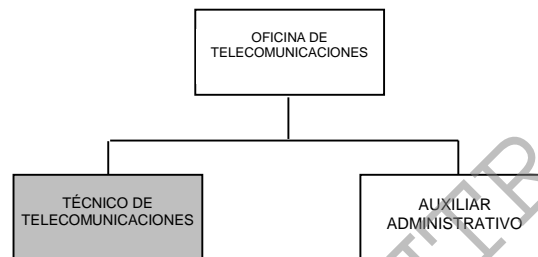 OFICINA DE
TELECOMUNICACIONES
TÉCNICO DE
TELECOMUNICACIONES
AUXILIAR
ADMINISTRATIVO